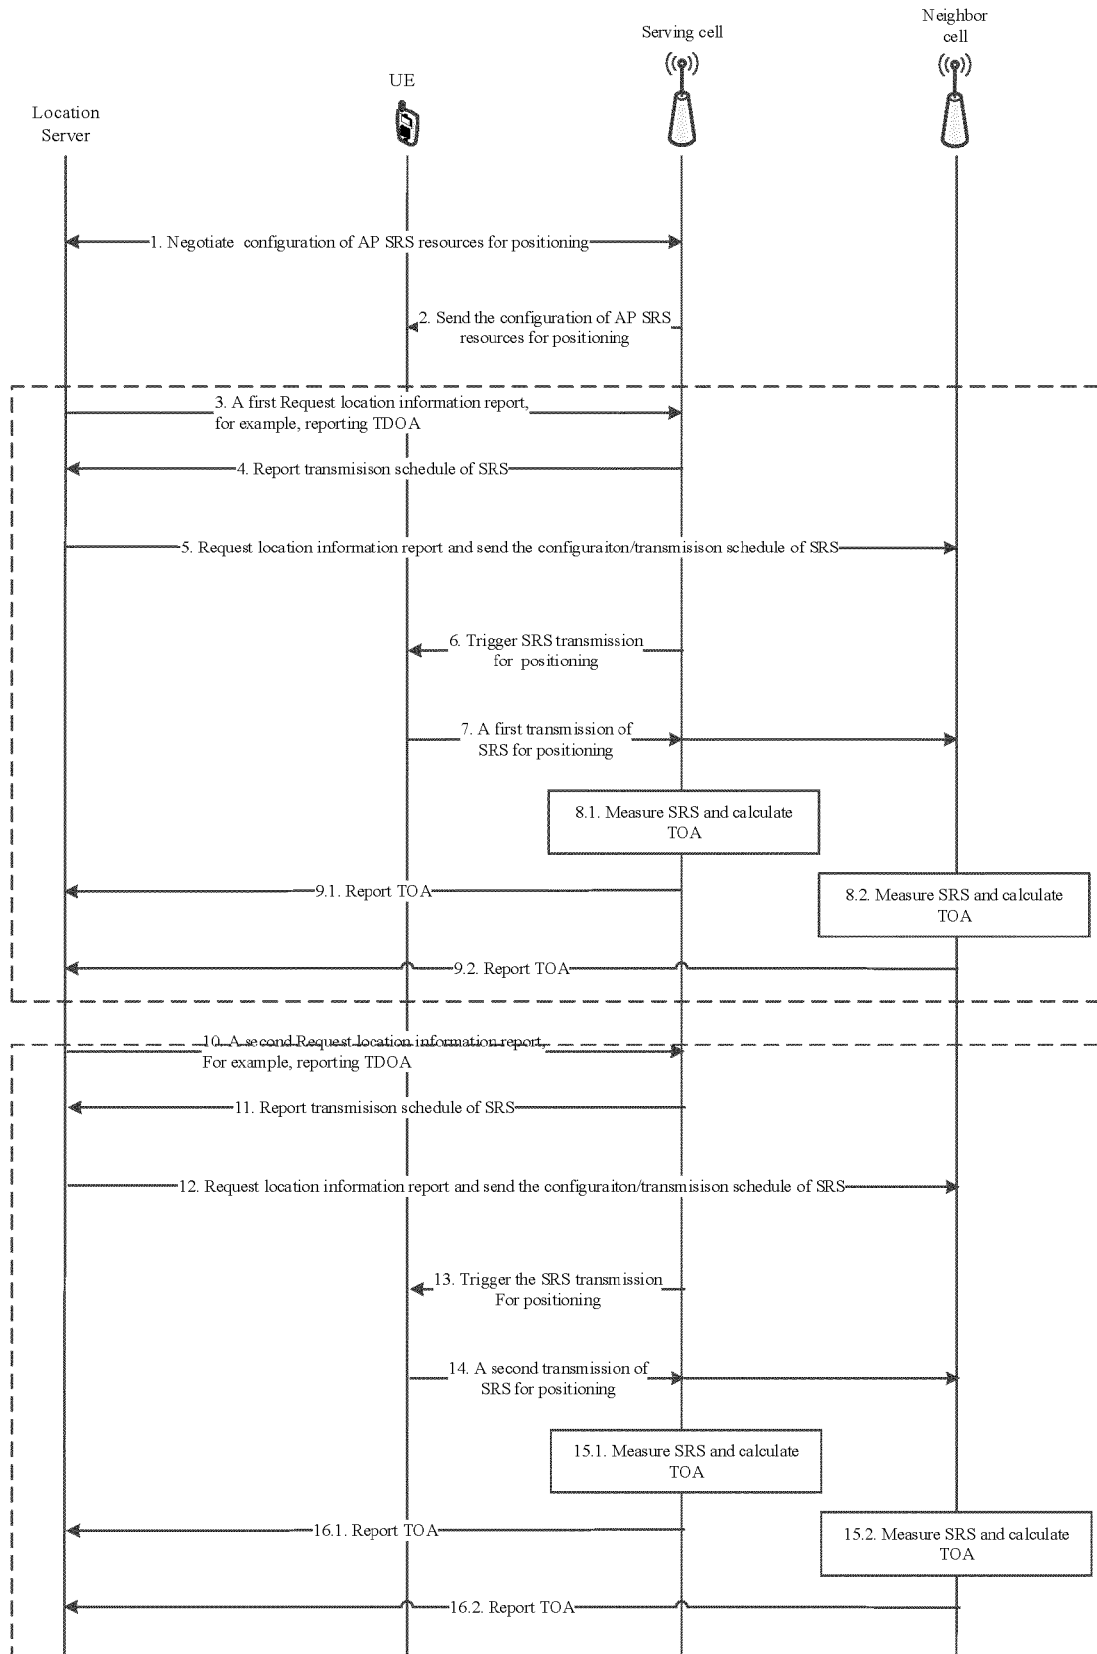 Neighbor
cell
Serving cell
UE
Location
Server
1. Negotiate configuration of AP SRS resources for positioning
2. Send the configuration of AP SRS
resources for positioning
3. A first Request location information report,
for example, reporting TDOA
4. Report transmisison schedule of SRS
5. Request location information report and send the configuraiton/transmisison schedule of SRS
6. Trigger SRS transmission
for positioning
7. A first transmission of
SRS for positioning
8.1. Measure SRS and calculate
TOA
9.1. Report TOA
8.2. Measure SRS and calculate
TOA
9.2. Report TOA
10. A second Request location information report,
For example, reporting TDOA
11. Report transmisison schedule of SRS
12. Request location information report and send the configuraiton/transmisison schedule of SRS
13. Trigger the SRS transmission
For positioning
14. A second transmission of
SRS for positioning
15.1. Measure SRS and calculate
TOA
16.1. Report TOA
15.2. Measure SRS and calculate
TOA
16.2. Report TOA